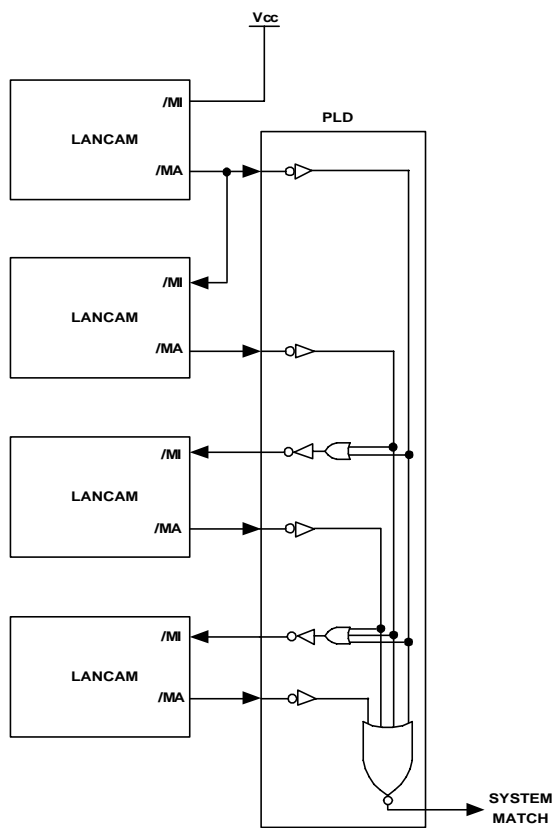 Vcc
/MI
PLD
LANCAM
/MA
/MI
LANCAM
/MA
/MI
LANCAM
/MA
/MI
LANCAM
/MA
SYSTEM
MATCH